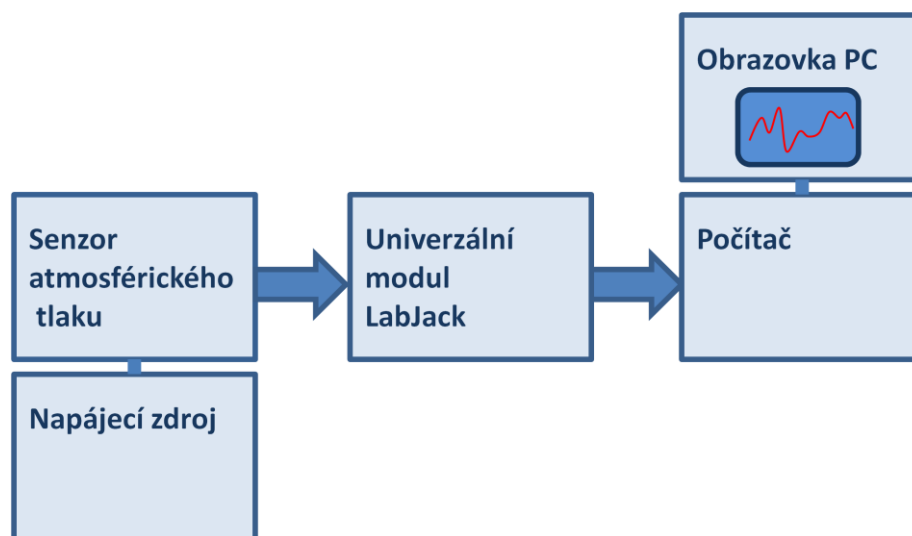 Obrazovka PC
Senzor
atmosférického
tlaku
Univerzální
modul
LabJack
Počítač
Napájecí zdroj